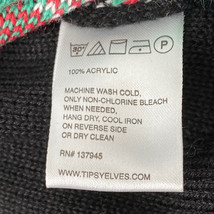 30°
P
100% ACRYLIC
MACHINE WASH COLD,
ONLY NON-CHLORINE BLEACH
WHEN NEEDED,
HANG DRY, COOL IRON
ON REVERSE SIDE
OR DRY CLEAN
RN# 137945
WWW.TIPSYELVES.COM